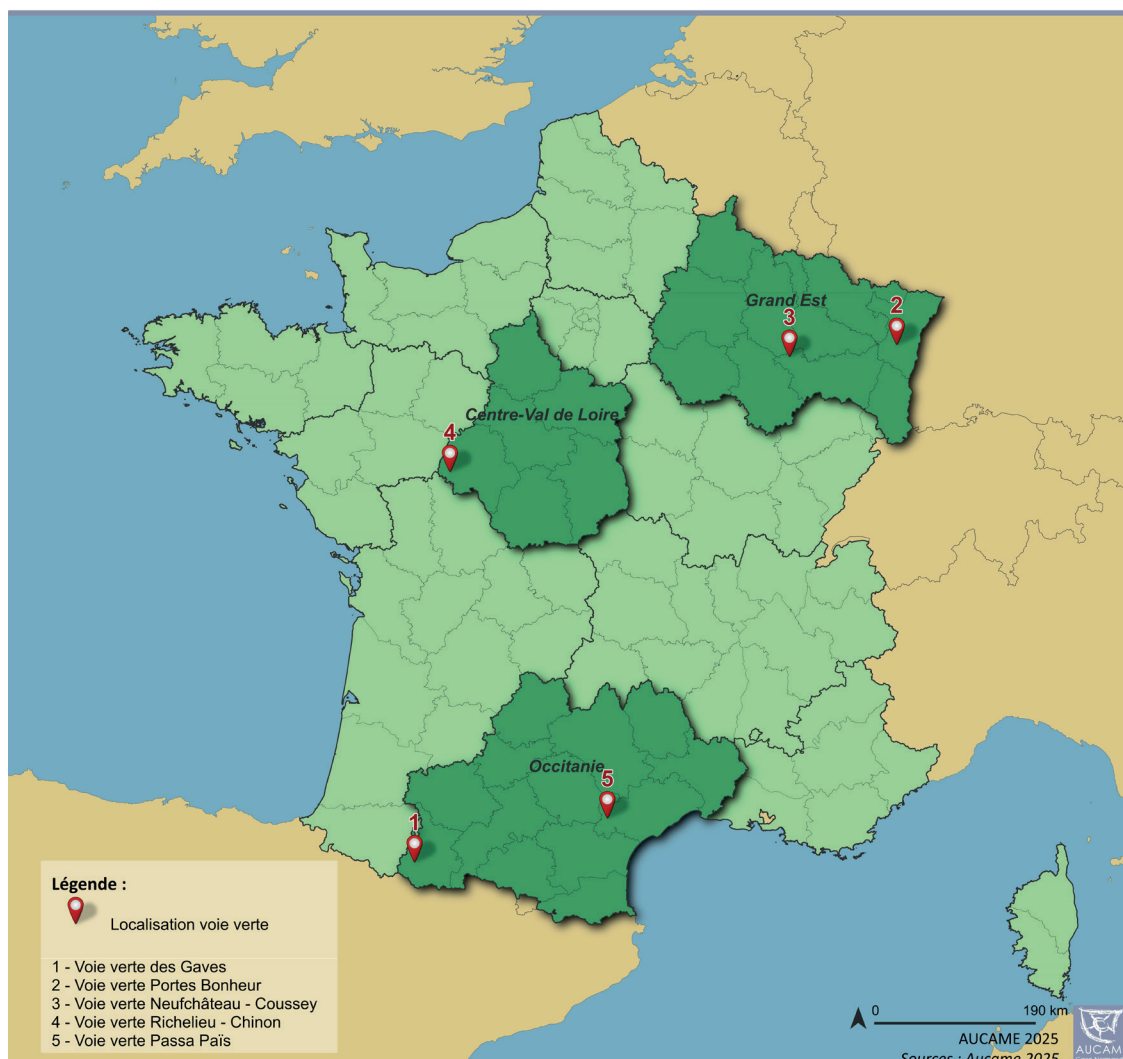 Grand Est
3
2
Centre-Val de Loire
4
Occitanie
5
1
Légende :
Localisation voie verte
1 - Voie verte des Gaves
2 - Voie verte Portes Bonheur
3 - Voie verte Neufchâteau - Coussey
4 - Voie verte Richelieu - Chinon
5 - Voie verte Passa Païs
0 190 km
AUCAME 2025
Sources : Aucame 2025
AUCAME